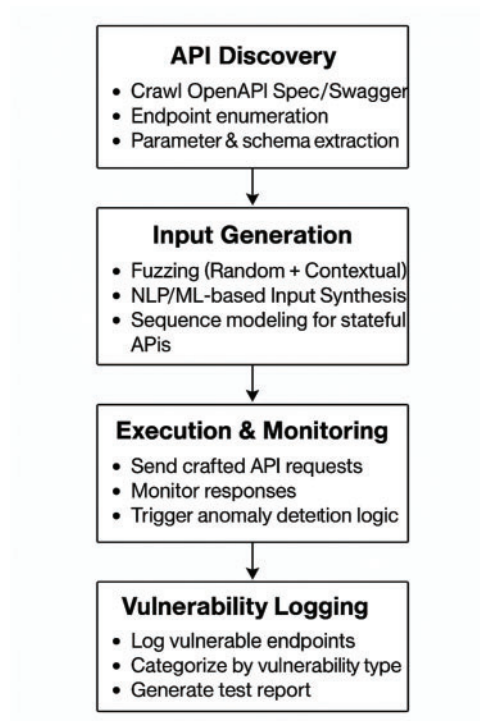 API Discovery
• Crawl OpenAPI Spec/Swagger
• Endpoint enumeration
• Parameter & schema extraction
Input Generation
• Fuzzing (Random + Contextual)
• NLP/ML-based Input Synthesis
• Sequence modeling for stateful
APis
Execution & Monitoring
• Send crafted API requests
• Monitor responses
• Trigger anomaly detetion logic
Vulnerability Logging
• Log vulnerable endpoints
• Categorize by vulnerability type
• Generate test report